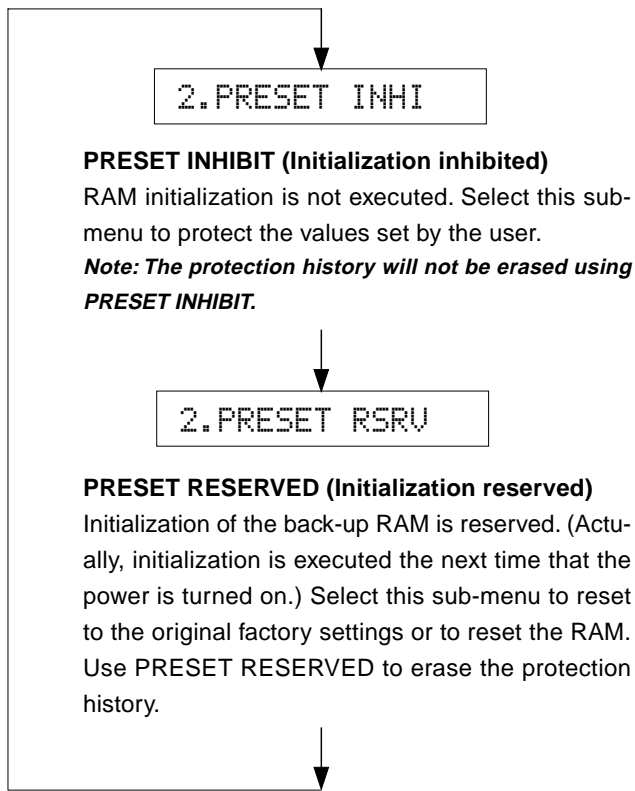 2.PRESET INHI
PRESET INHIBIT (Initialization inhibited)
RAM initialization is not executed. Select this sub-
menu to protect the values set by the user.
Note: The protection history will not be erased using
PRESET INHIBIT.
2.PRESET RSRV
PRESET RESERVED (Initialization reserved)
Initialization of the back-up RAM is reserved. (Actu-
ally, initialization is executed the next time that the
power is turned on.) Select this sub-menu to reset
to the original factory settings or to reset the RAM.
Use PRESET RESERVED to erase the protection
history.